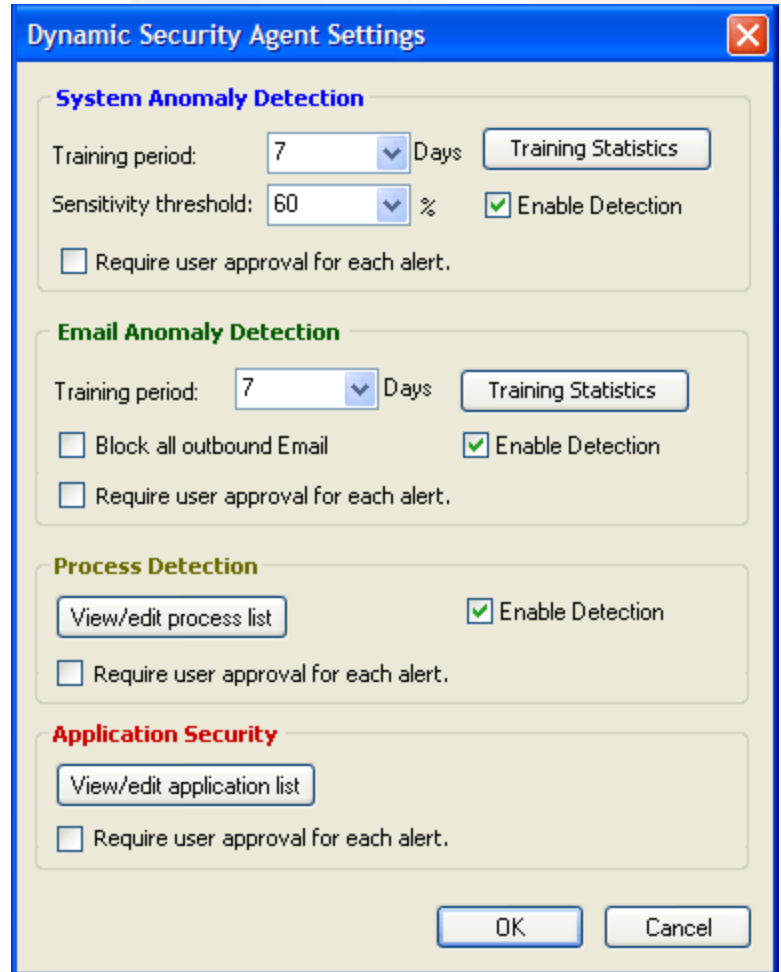 Dynamic Security Agent Settings
System Anomaly Detection
Training period: 7 Days Training Statistics
Sensitivity threshold: 60 % Enable Detection
Require user approval for each alert.
Email Anomaly Detection
Training period: 7 Days Training Statistics
Block all outbound Email Enable Detection
Require user approval for each alert.
Process Detection
View/edit process list Enable Detection
Require user approval for each alert.
Application Security
View/edit application list
Require user approval for each alert.
OK Cancel